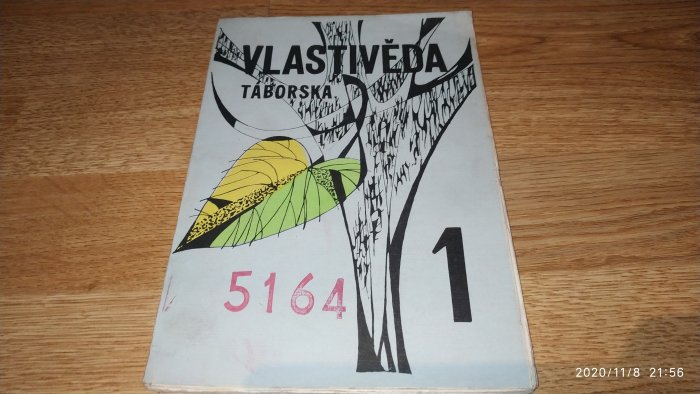 VLASTIVĚDA
TÁBORSKA
5164
1
2020/11/8 21:56